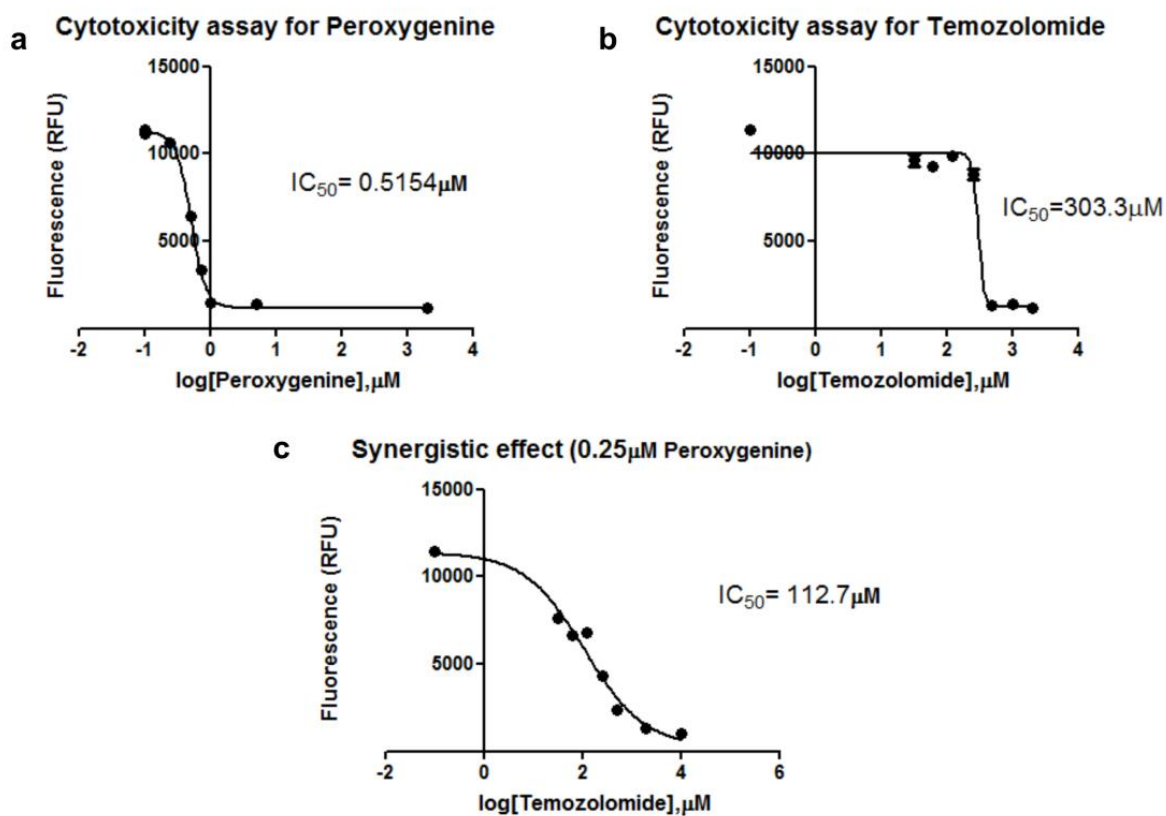 a
Cytotoxicity assay for Peroxygenine
15000
10000
5000
Fluorescence (RFU)
IC50= 0.5154µM
-2 -1 0 1 2 3 4
log[Peroxygenine],µM
b
Cytotoxicity assay for Temozolomide
15000
10000
5000
Fluorescence (RFU)
IC50=303.3µM
-2 -1 0 1 2 3 4
log[Temozolomide],µM
c
Synergistic effect (0.25µM Peroxygenine)
15000
10000
5000
Fluorescence (RFU)
IC50= 112.7µM
-2 0 2 4 6
log[Temozolomide],µM